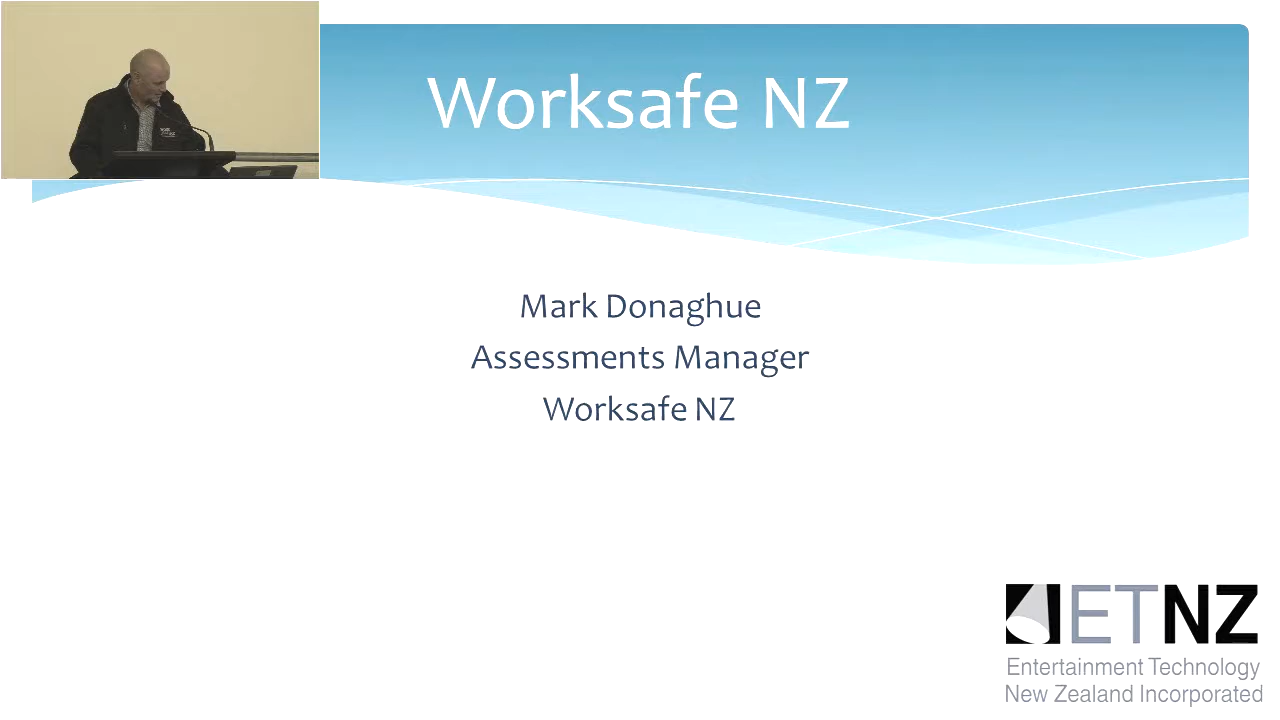 Worksafe NZ
Mark Donaghue
Assessments Manager
Worksafe NZ
ETNZ
Entertainment Technology
New Zealand Incorporated